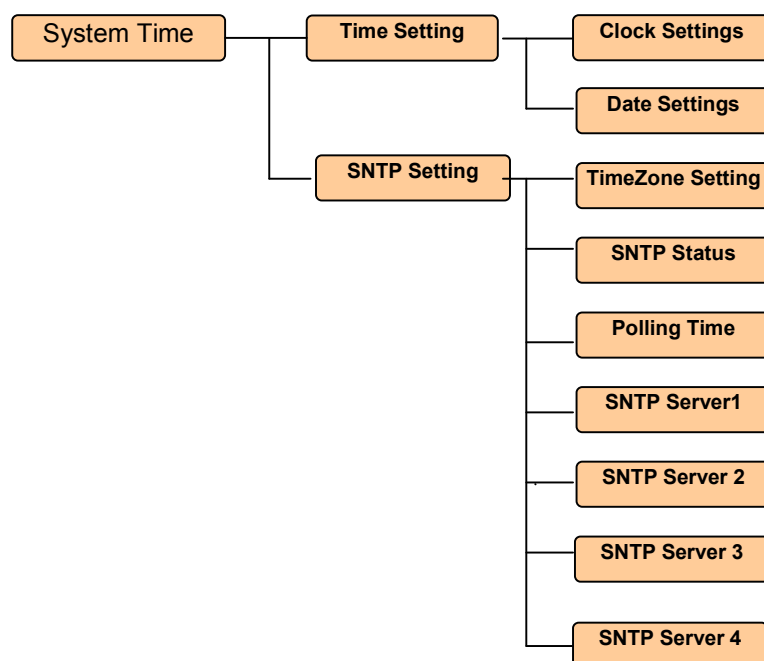 System Time
Time Setting
Clock Settings
Date Settings
SNTP Setting
TimeZone Setting
SNTP Status
Polling Time
SNTP Server1
SNTP Server 2
SNTP Server 3
SNTP Server 4